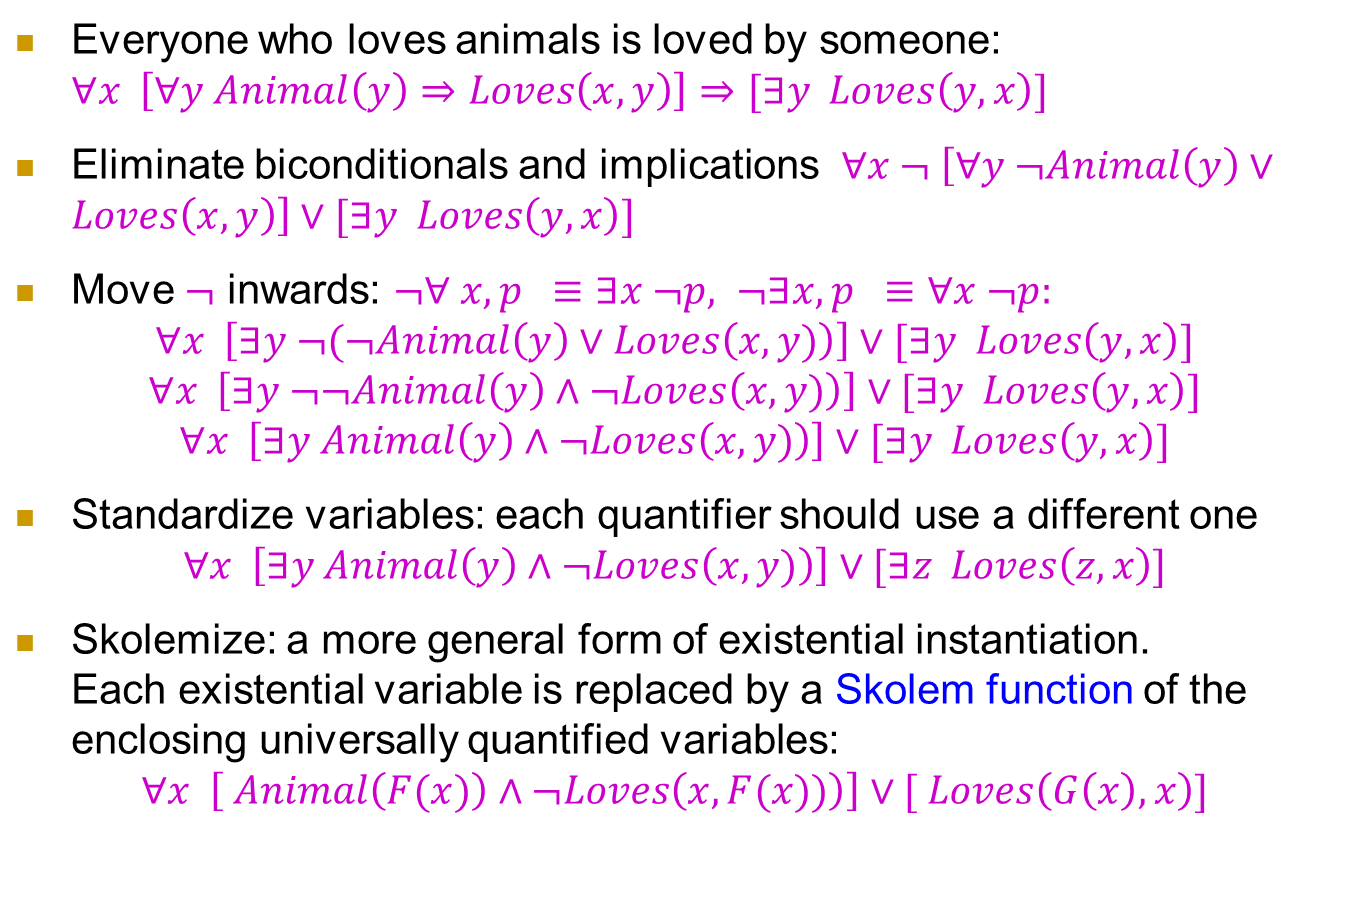 ■ Everyone who loves animals is loved by someone:
∀x [∀y Animal(y) ⇒ Loves(x, y)] ⇒ [∃y Loves(y, x)]
■ Eliminate biconditionals and implications ∀x ¬ [∀y ¬Animal(y) ∨
Loves(x, y)] ∨ [∃y Loves(y, x)]
■ Move ¬ inwards: ¬∀ x, p ≡ ∃x ¬p, ¬∃x, p ≡ ∀x ¬p:
∀x [∃y ¬(¬Animal(y) ∨ Loves(x, y))] ∨ [∃y Loves(y, x)]
∀x [∃y ¬¬Animal(y) ∧ ¬Loves(x, y))] ∨ [∃y Loves(y, x)]
∀x [∃y Animal(y) ∧ ¬Loves(x, y))] ∨ [∃y Loves(y, x)]
■ Standardize variables: each quantifier should use a different one
∀x [∃y Animal(y) ∧ ¬Loves(x, y))] ∨ [∃z Loves(z, x)]
■ Skolemize: a more general form of existential instantiation.
Each existential variable is replaced by a Skolem function of the
enclosing universally quantified variables:
∀x [ Animal(F(x)) ∧ ¬Loves(x, F(x)))] ∨ [ Loves(G(x), x)]